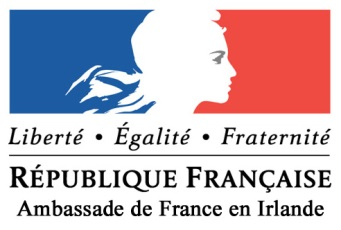 Liberté • Égalité • Fraternité
RÉPUBLIQUE FRANÇAISE
Ambassade de France en Irlande